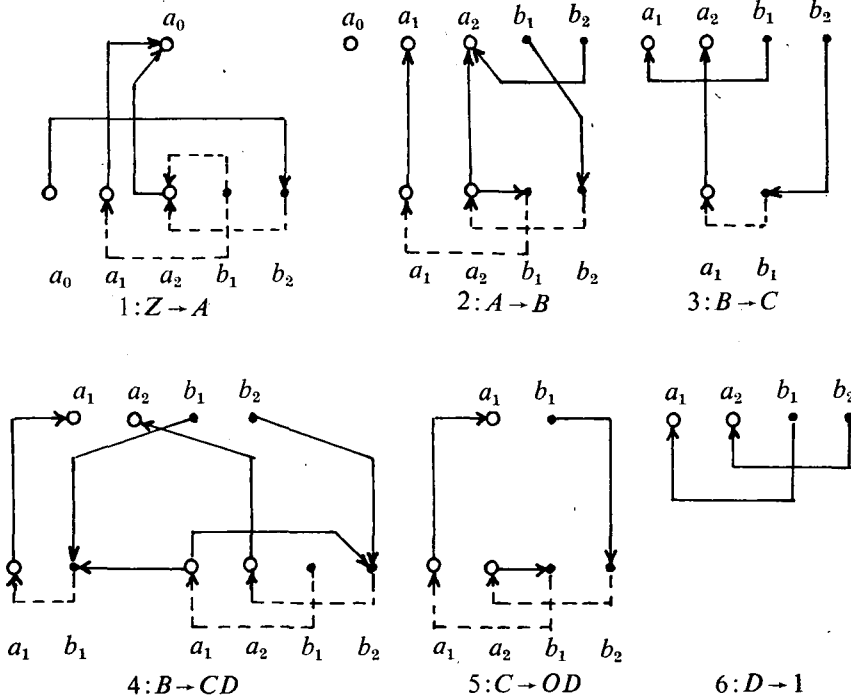 a₀ a₀ a₁ a₂ b₁ b₂ a₁ a₂ b₁ b₂
a₀ a₁ a₂ b₁ b₂ a₁ a₂ b₁ b₂ a₁ b₁
1: Z → A 2: A → B 3: B → C
a₁ a₂ b₁ b₂ a₁ b₁ a₁ a₂ b₁ b₂
a₁ b₁ a₁ a₂ b₁ b₂ a₁ a₂ b₁ b₂
4: B → CD 5: C → OD 6: D → 1